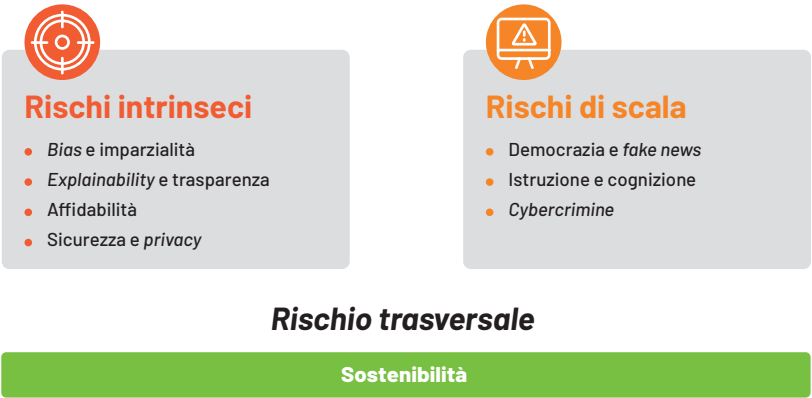 Rischi intrinseci
Bias e imparzialità
Explainability e trasparenza
Affidabilità
Sicurezza e privacy
Rischi di scala
Democrazia e fake news
Istruzione e cognizione
Cybercrimine
Rischio trasversale
Sostenibilità